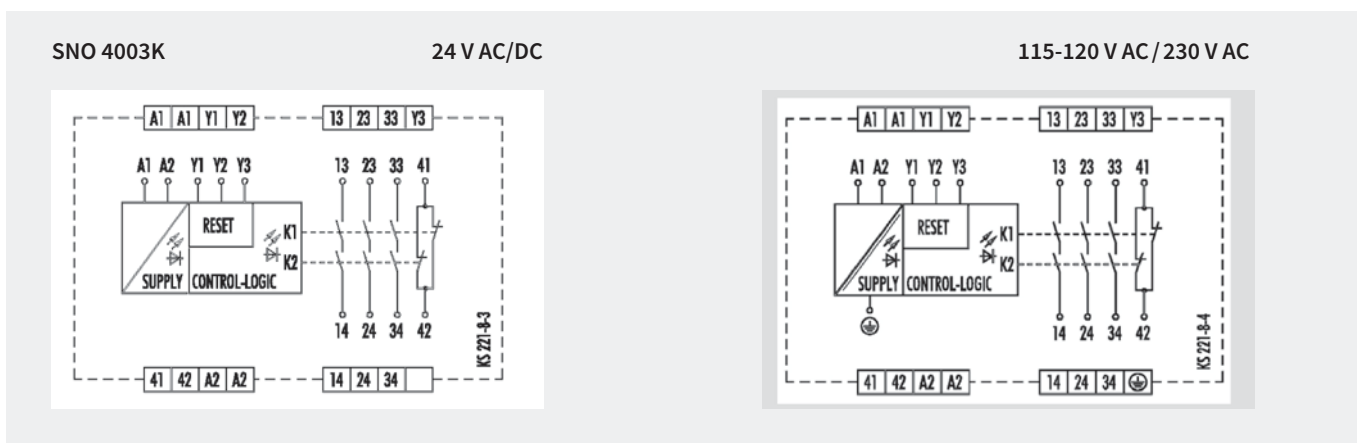 SNO 4003K 24 V AC/DC
A1 A1 Y1 Y2 13 23 33 Y3
A1 A2 Y1 Y2 Y3 13 23 33 41
RESET
K1
K2
SUPPLY CONTROL-LOGIC
14 24 34 42
KS 221-8-3
41 42 A2 A2 14 24 34
115-120 V AC / 230 V AC
A1 A1 Y1 Y2 13 23 33 Y3
A1 A2 Y1 Y2 Y3 13 23 33 41
RESET
K1
K2
SUPPLY CONTROL-LOGIC
14 24 34 42
KS 221-8-4
41 42 A2 A2 14 24 34